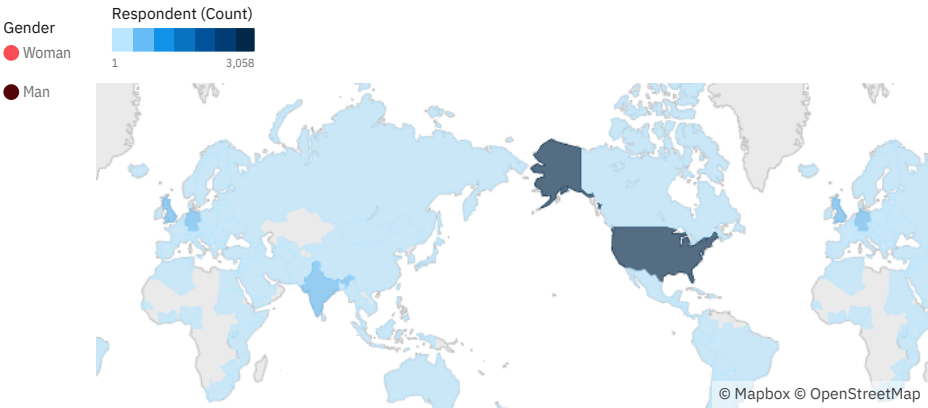 Gender
Woman
Man
Respondent (Count)
1 3,058
© Mapbox © OpenStreetMap